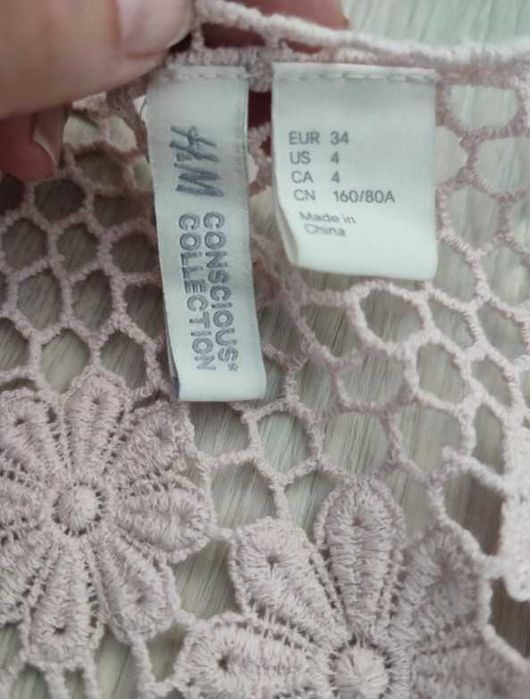 H&M
CONSCIOUS*
COLLECTION
EUR 34
US 4
CA 4
CN 160/80A
Made in
China